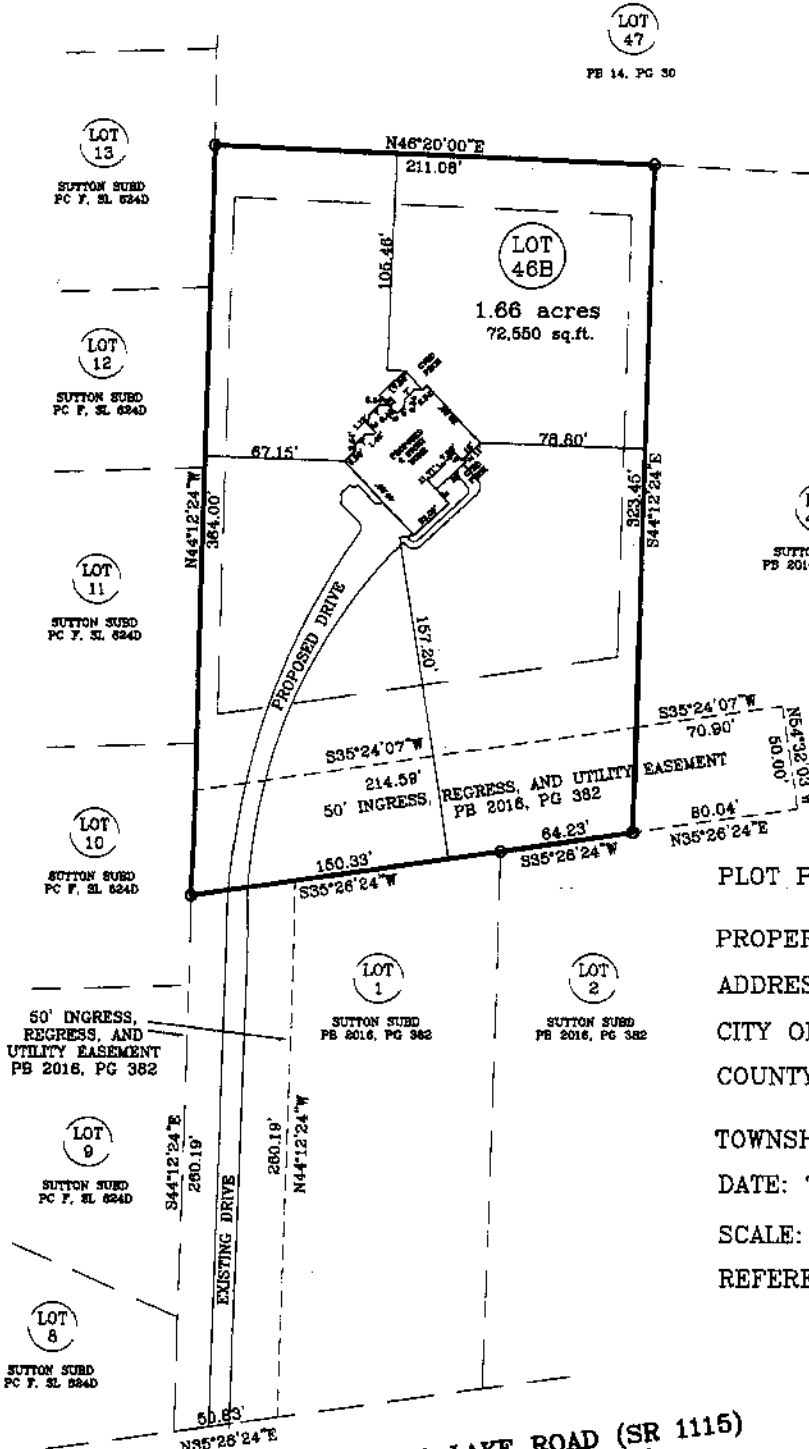 LOT
47
PB 14, PG 30
LOT
13
SUTTON SUBD
PC F, SL 624D
N46°20'00"E
211.08'
105.46'
LOT
46B
1.66 acres
72,550 sq.ft.
LOT
12
SUTTON SUBD
PC F, SL 624D
PROPOSED
67.15'
78.80'
N44°12'24"W
364.00'
323.45'
S44°12'24"E
LOT
11
SUTTON SUBD
PC F, SL 624D
PROPOSED DRIVE
157.20'
S35°24'07"W
214.59'
S35°24'07"W
70.90'
N54°32'03"W
50.00'
50' INGRESS, REGRESS, AND UTILITY EASEMENT
PB 2016, PG 382
80.04'
N35°26'24"E
64.23'
S35°26'24"W
150.33'
S35°26'24"W
LOT
10
SUTTON SUBD
PC F, SL 624D
LOT
1
SUTTON SUBD
PB 2016, PG 382
LOT
2
SUTTON SUBD
PB 2016, PG 382
50' INGRESS,
REGRESS, AND
UTILITY EASEMENT
PB 2016, PG 382
LOT
9
SUTTON SUBD
PC F, SL 624D
S44°12'24"E
260.19'
260.19'
N44°12'24"W
EXISTING DRIVE
LOT
8
SUTTON SUBD
PC F, SL 624D
50.83'
N35°26'24"E
LAKE ROAD (SR 1115)
PLOT P
PROPER
ADDRES
CITY O
COUNTY
TOWNSH
DATE:
SCALE:
REFERE